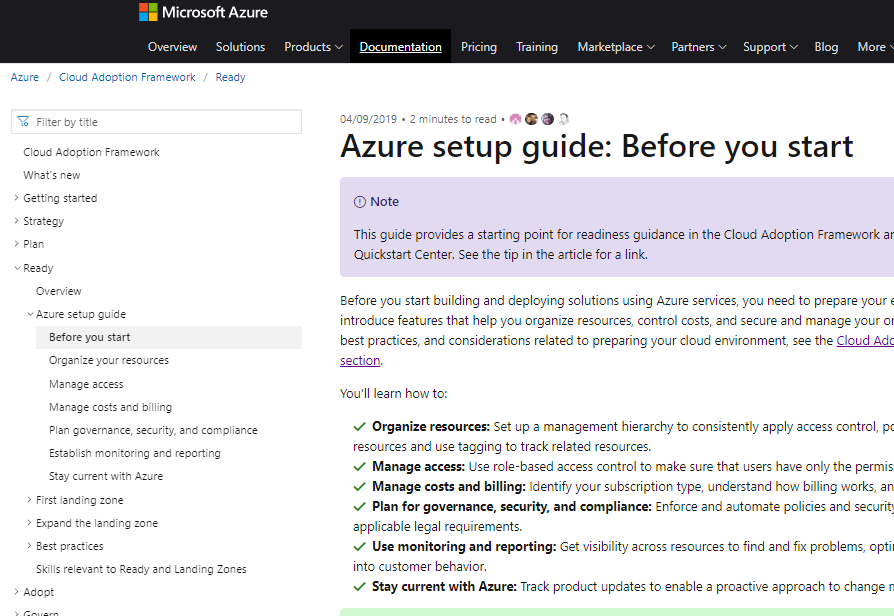 Microsoft Azure
Overview Solutions Products Documentation Pricing Training Marketplace Partners Support Blog More
Azure / Cloud Adoption Framework / Ready
Filter by title
Cloud Adoption Framework
What's new
Getting started
Strategy
Plan
Ready
Overview
Azure setup guide
Before you start
Organize your resources
Manage access
Manage costs and billing
Plan governance, security, and compliance
Establish monitoring and reporting
Stay current with Azure
First landing zone
Expand the landing zone
Best practices
Skills relevant to Ready and Landing Zones
Adopt
Govern
04/09/2019 • 2 minutes to read •
Azure setup guide: Before you start
Note
This guide provides a starting point for readiness guidance in the Cloud Adoption Framework
Quickstart Center. See the tip in the article for a link.
Before you start building and deploying solutions using Azure services, you need to prepare your
introduce features that help you organize resources, control costs, and secure and manage your
best practices, and considerations related to preparing your cloud environment, see the Cloud
section.
You'll learn how to:
Organize resources: Set up a management hierarchy to consistently apply access control,
resources and use tagging to track related resources.
Manage access: Use role-based access control to make sure that users have only the
Manage costs and billing: Identify your subscription type, understand how billing works,
Plan for governance, security, and compliance: Enforce and automate policies and security
applicable legal requirements.
Use monitoring and reporting: Get visibility across resources to find and fix problems,
into customer behavior.
Stay current with Azure: Track product updates to enable a proactive approach to change